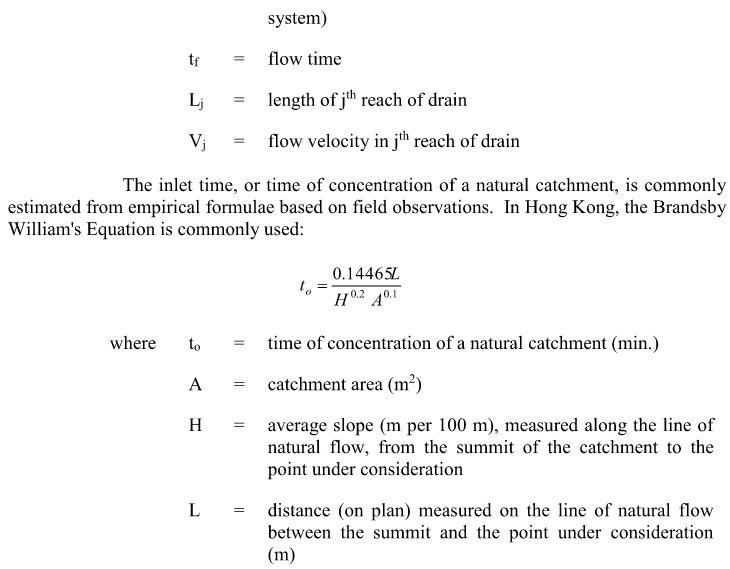 system)
t_f = flow time
L_j = length of j^th reach of drain
V_j = flow velocity in j^th reach of drain
The inlet time, or time of concentration of a natural catchment, is commonly
estimated from empirical formulae based on field observations. In Hong Kong, the Brandsby
William's Equation is commonly used:
t_o = 0.14465L / (H^0.2 A^0.1)
where t_o = time of concentration of a natural catchment (min.)
A = catchment area (m²)
H = average slope (m per 100 m), measured along the line of
natural flow, from the summit of the catchment to the
point under consideration
L = distance (on plan) measured on the line of natural flow
between the summit and the point under consideration
(m)